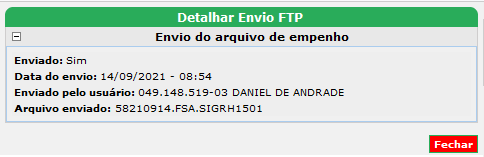 Detalhar Envio FTP
Envio do arquivo de empenho
Enviado: Sim
Data do envio: 14/09/2021 - 08:54
Enviado pelo usuário: 049.148.519-03 DANIEL DE ANDRADE
Arquivo enviado: 58210914.FSA.SIGRH1501
Fechar